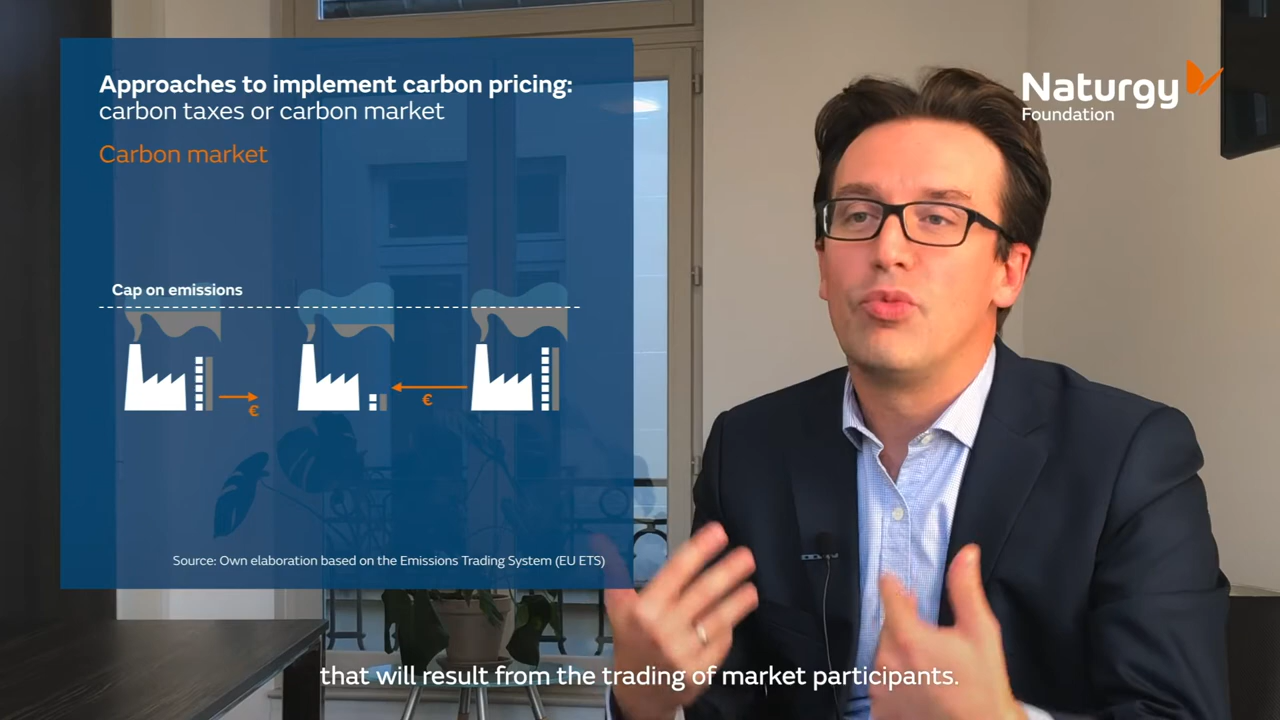 Approaches to implement carbon pricing:
carbon taxes or carbon market
Carbon market
Cap on emissions
€
€
Source: Own elaboration based on the Emissions Trading System (EU ETS)
Naturgy
Foundation
that will result from the trading of market participants.